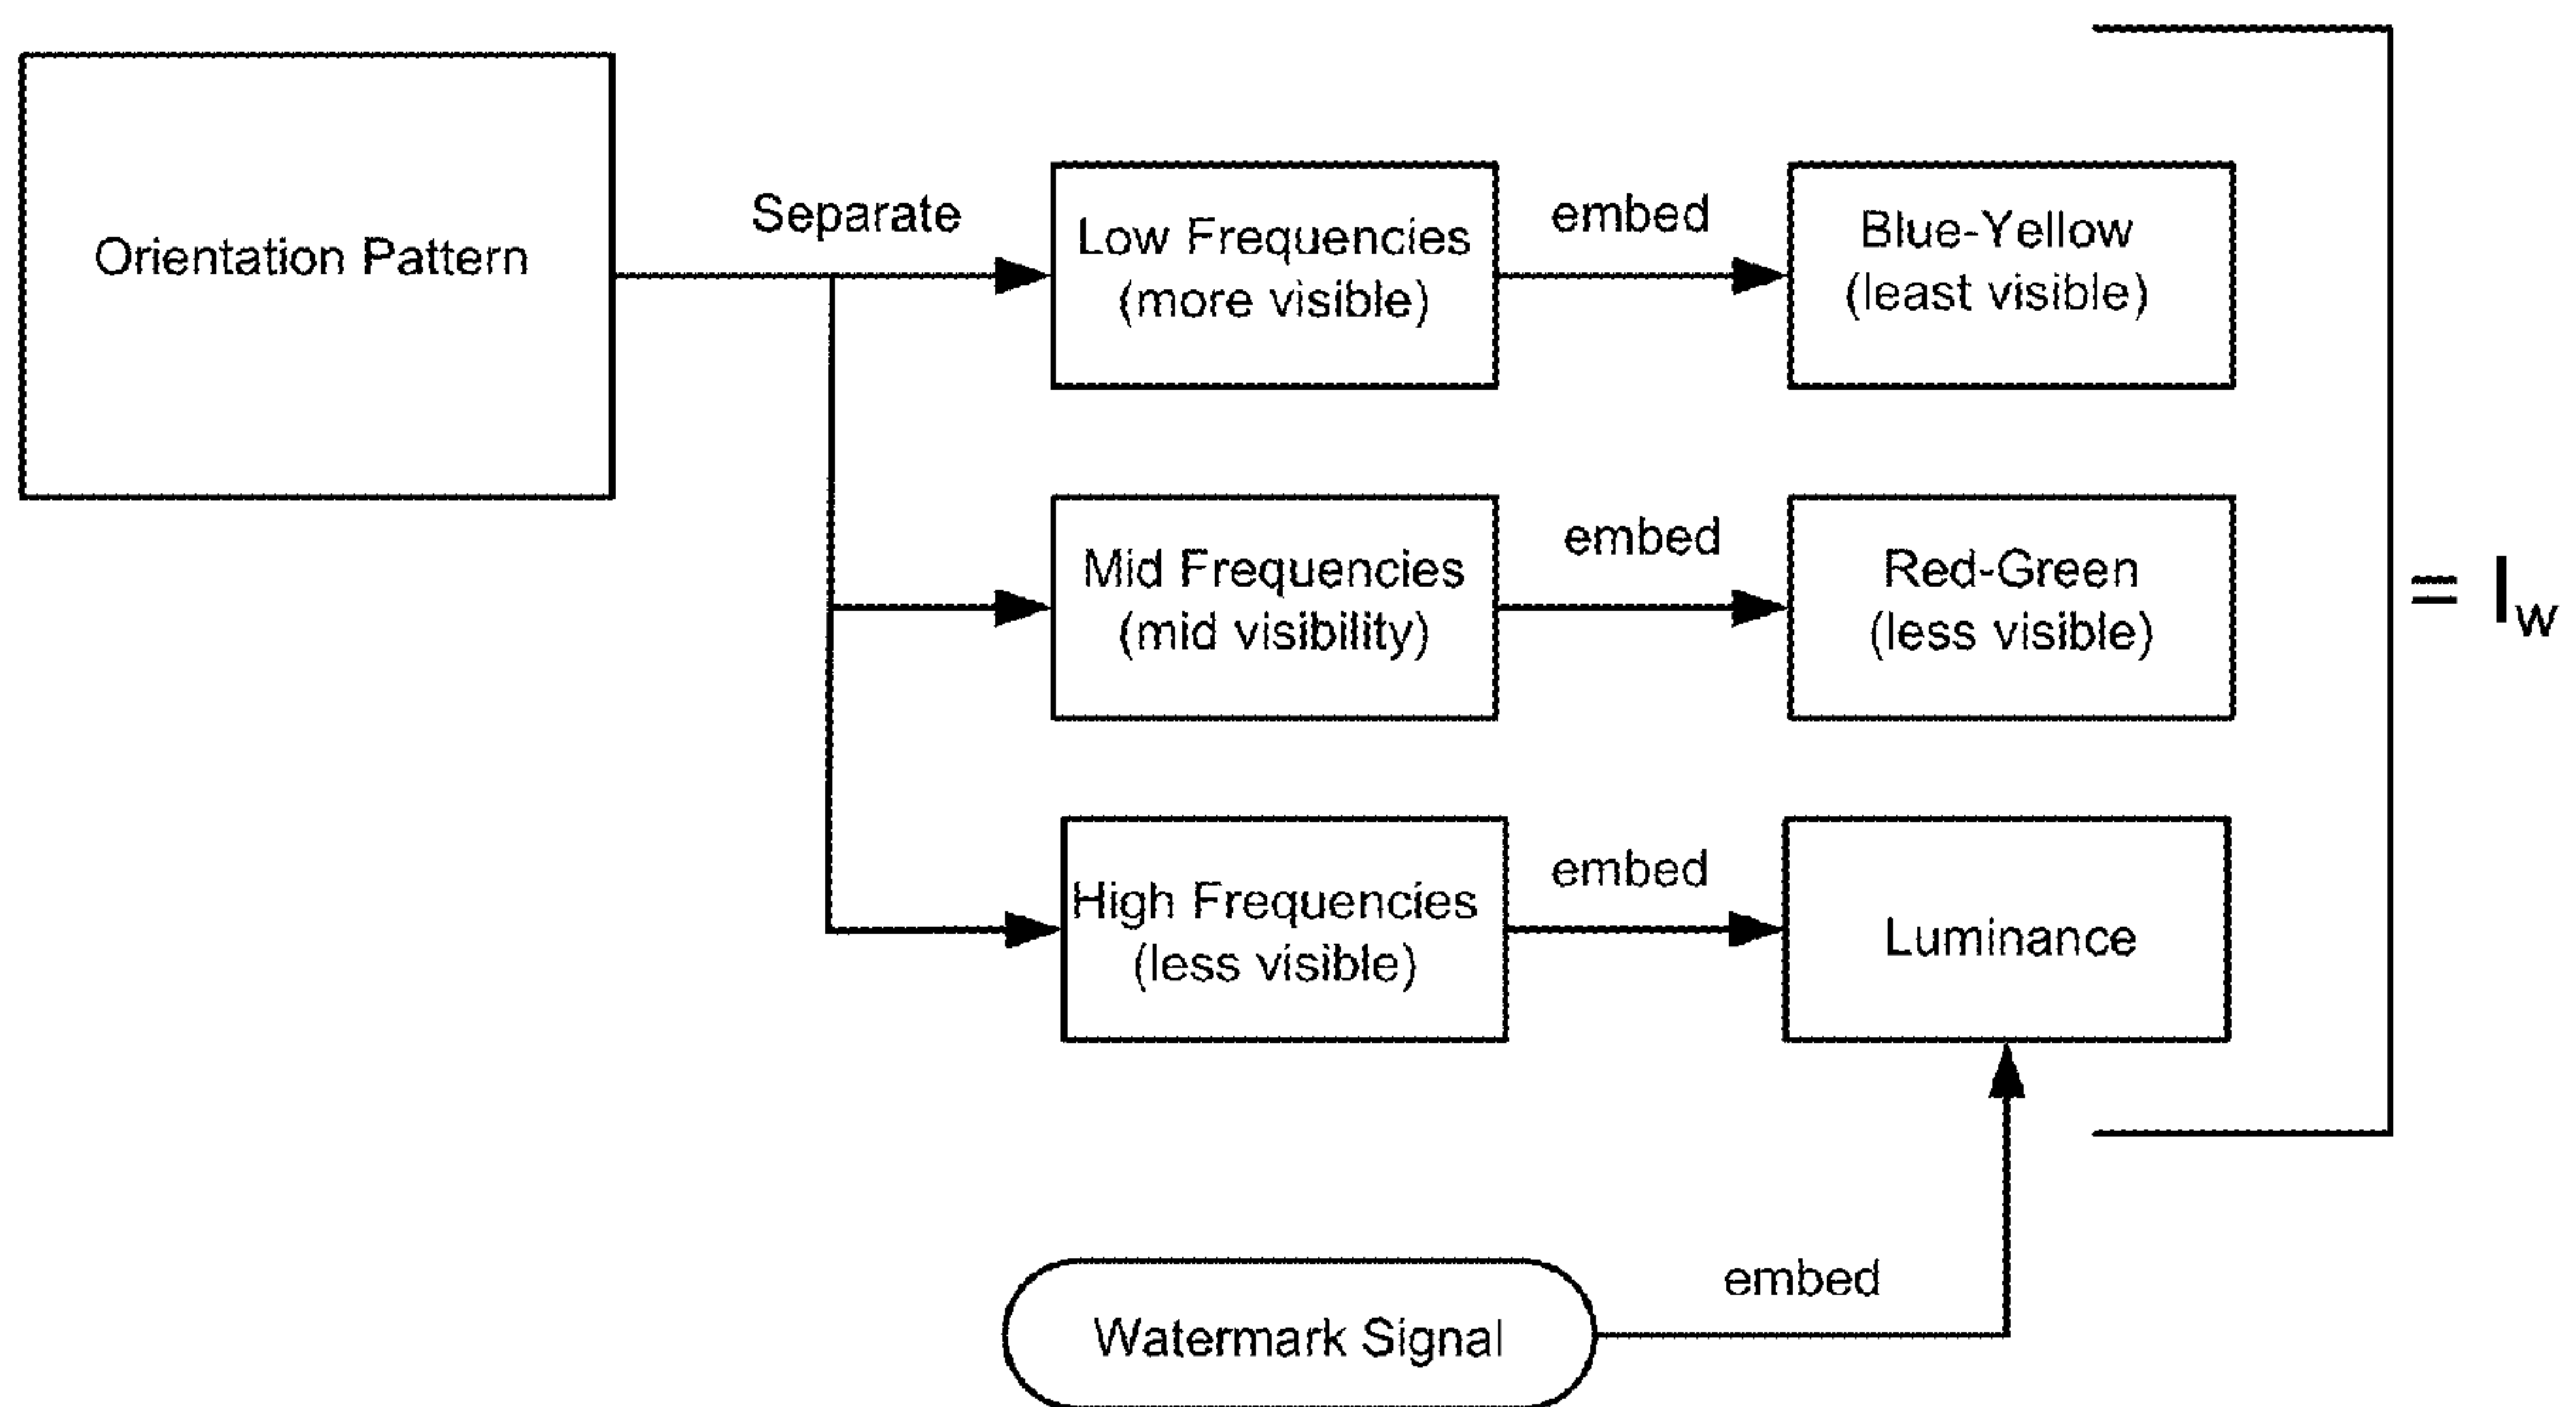 Orientation Pattern
Separate
Low Frequencies
(more visible)
embed
Blue-Yellow
(least visible)
Mid Frequencies
(mid visibility)
embed
Red-Green
(less visible)
= Iw
High Frequencies
(less visible)
embed
Luminance
Watermark Signal
embed